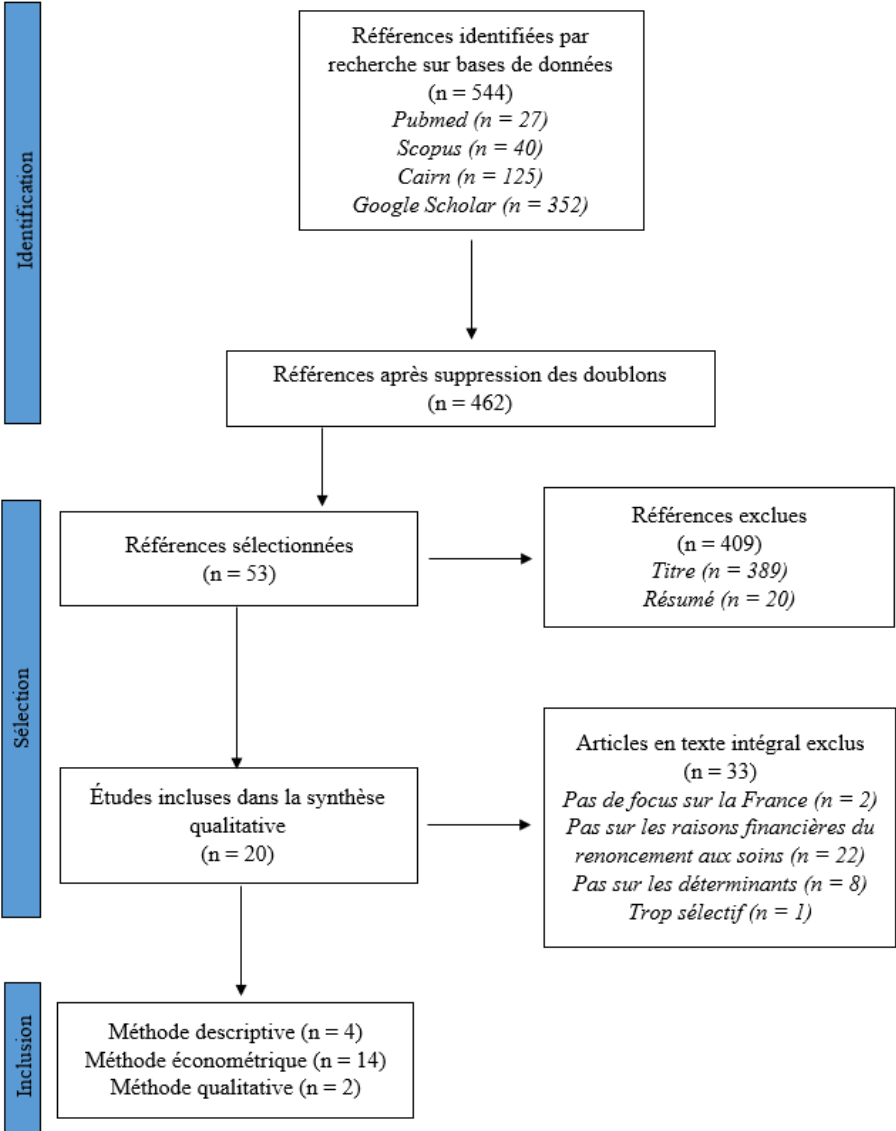 Identification
Références identifiées par
recherche sur bases de données
(n = 544)
Pubmed (n = 27)
Scopus (n = 40)
Cairn (n = 125)
Google Scholar (n = 352)
Références après suppression des doublons
(n = 462)
Sélection
Références sélectionnées
(n = 53)
Références exclues
(n = 409)
Titre (n = 389)
Résumé (n = 20)
Études incluses dans la synthèse
qualitative
(n = 20)
Articles en texte intégral exclus
(n = 33)
Pas de focus sur la France (n = 2)
Pas sur les raisons financières du
renoncement aux soins (n = 22)
Pas sur les déterminants (n = 8)
Trop sélectif (n = 1)
Inclusion
Méthode descriptive (n = 4)
Méthode économétrique (n = 14)
Méthode qualitative (n = 2)